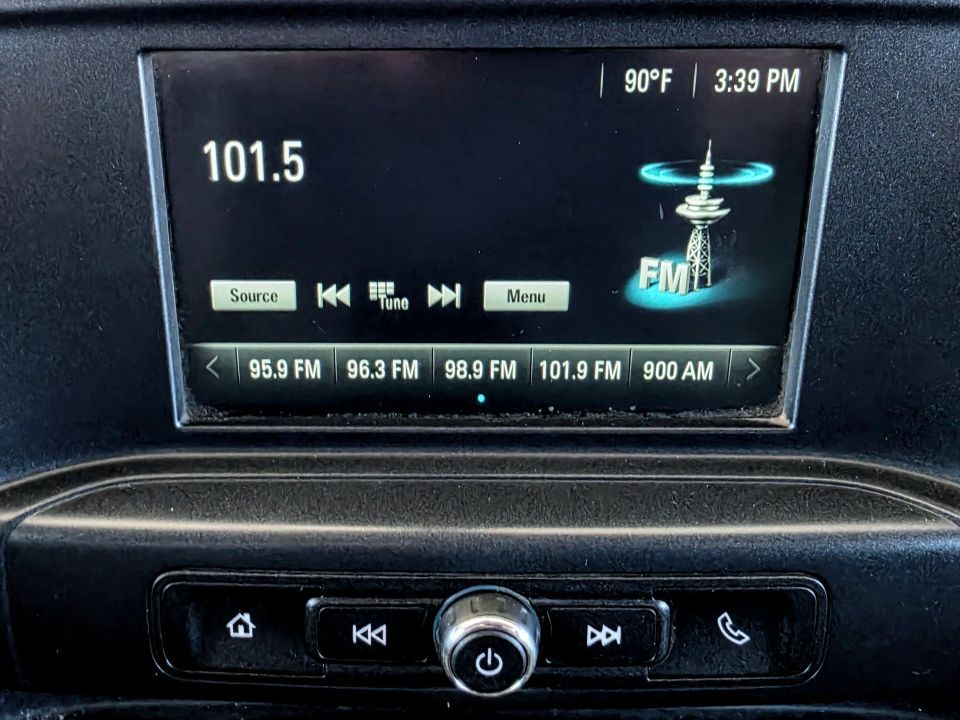 90°F 3:39 PM
101.5
FM
Source Tune Menu
95.9 FM 96.3 FM 98.9 FM 101.9 FM 900 AM